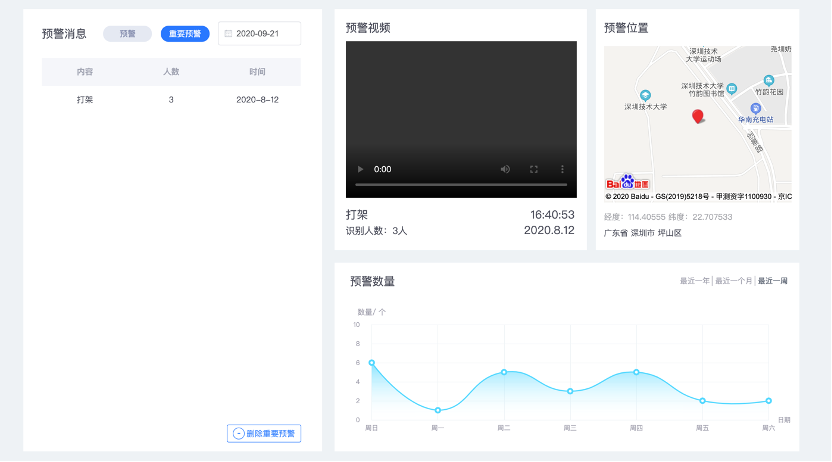 预警消息
预警
重要预警
2020-09-21
内容 人数 时间
打架 3 2020-8-12
删除重要预警
预警视频
0:00
打架 16:40:53
识别人数：3人 2020.8.12
预警位置
深圳技术
大学运动场
尧坝奶
深圳技术大学
竹韵图书馆
竹韵花园
深圳技术大学
华南充电站
Bai地图
© 2020 Baidu - GS(2019)5218号 - 甲测资字1100930 - 京IC
经度：114.40555 纬度：22.707533
广东省 深圳市 坪山区
预警数量
最近一年 | 最近一个月 | 最近一周
数量/个
10
8
6
4
2
0
周日 周一 周二 周三 周四 周五 周六
日期